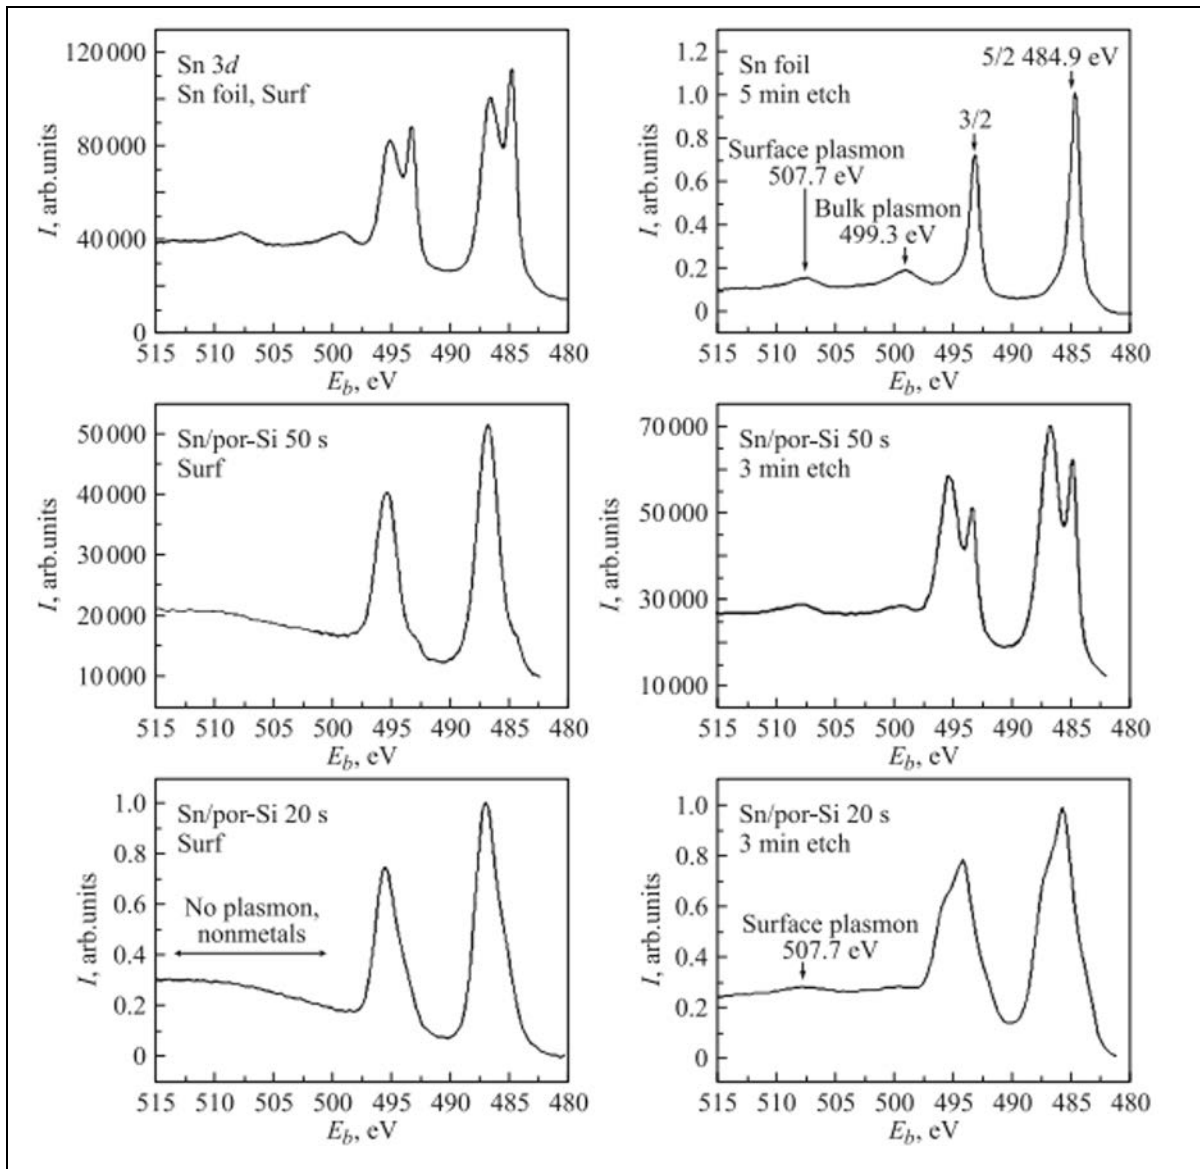 Sn 3d
Sn foil, Surf
I, arb.units
120 000
80 000
40 000
0
515 510 505 500 495 490 485 480
E_b, eV
Sn foil
5 min etch
5/2 484.9 eV
3/2
Surface plasmon
507.7 eV
Bulk plasmon
499.3 eV
I, arb.units
1.2
1.0
0.8
0.6
0.4
0.2
0
515 510 505 500 495 490 485 480
E_b, eV
Sn/por-Si 50 s
Surf
I, arb.units
50 000
40 000
30 000
20 000
10 000
515 510 505 500 495 490 485 480
E_b, eV
Sn/por-Si 50 s
3 min etch
I, arb.units
70 000
50 000
30 000
10 000
515 510 505 500 495 490 485 480
E_b, eV
Sn/por-Si 20 s
Surf
No plasmon,
nonmetals
I, arb.units
1.0
0.8
0.6
0.4
0.2
0
515 510 505 500 495 490 485 480
E_b, eV
Sn/por-Si 20 s
3 min etch
Surface plasmon
507.7 eV
I, arb.units
1.0
0.8
0.6
0.4
0.2
0
515 510 505 500 495 490 485 480
E_b, eV